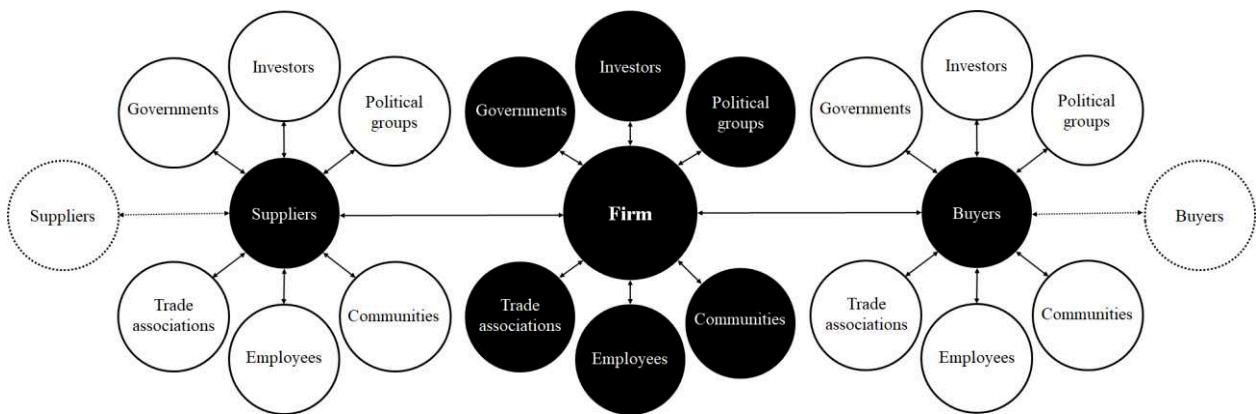 Investors
Governments
Political
groups
Suppliers
Suppliers
Trade
associations
Employees
Communities
Investors
Governments
Political
groups
Firm
Trade
associations
Employees
Communities
Investors
Governments
Political
groups
Buyers
Buyers
Trade
associations
Employees
Communities